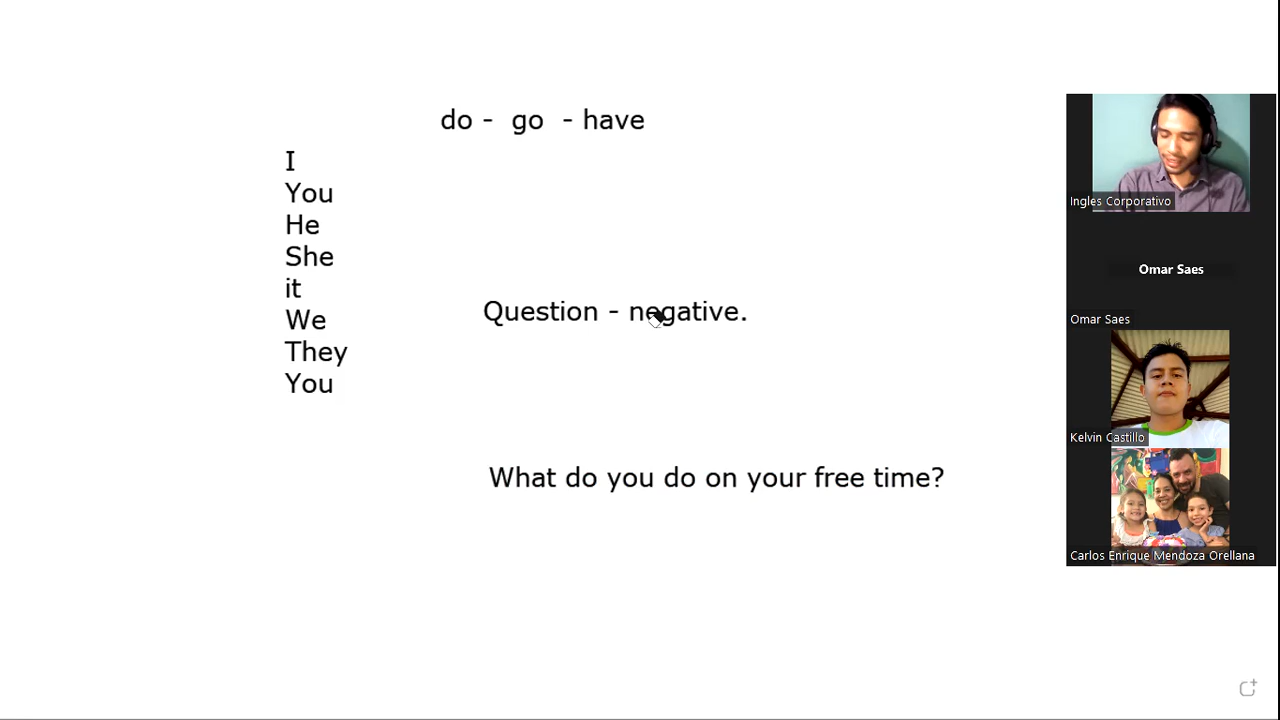 do - go - have
I
You
He
She
it
We
They
You
Question - negative.
What do you do on your free time?
Ingles Corporativo
Omar Saes
Omar Saes
Kelvin Castillo
Carlos Enrique Mendoza Orellana